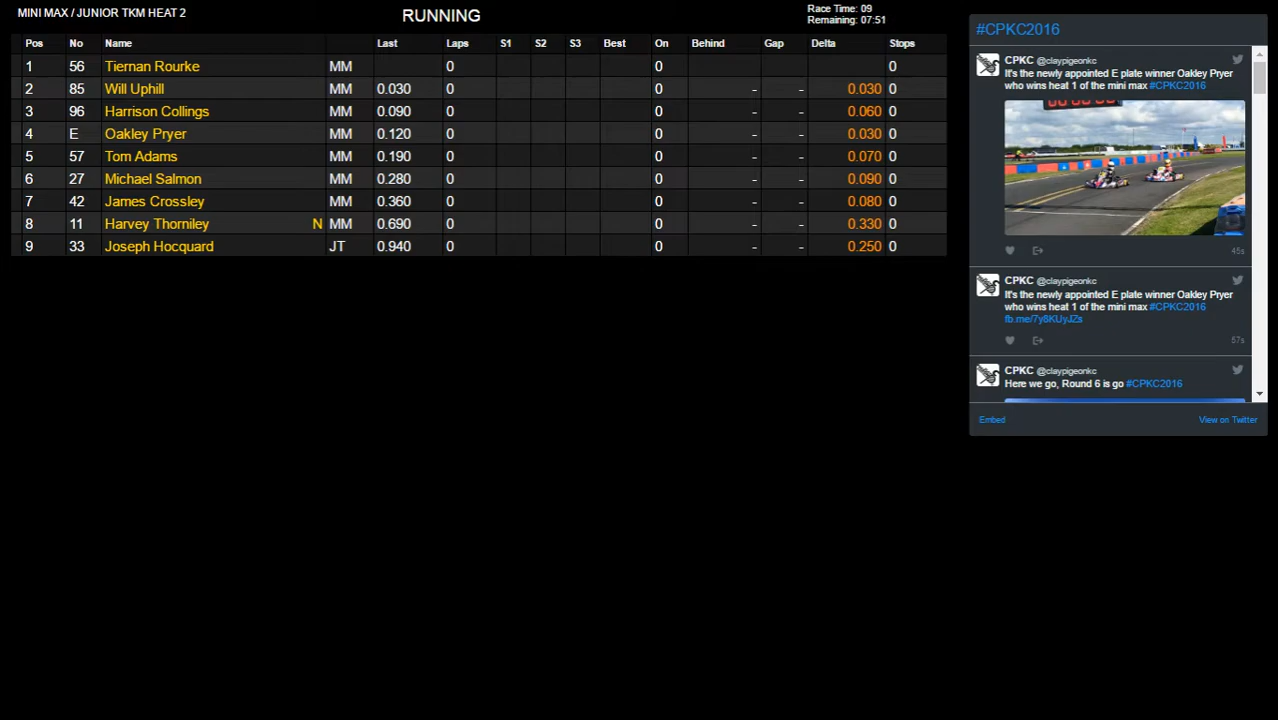 MINI MAX / JUNIOR TKM HEAT 2
RUNNING
Race Time: 09
Remaining: 07:51
Pos No Name Last Laps S1 S2 S3 Best On Behind Gap Delta Stops
1 56 Tiernan Rourke MM 0 0 0
2 85 Will Uphill MM 0.030 0 0 - - 0.030 0
3 96 Harrison Collings MM 0.090 0 0 - - 0.060 0
4 E Oakley Pryer MM 0.120 0 0 - - 0.030 0
5 57 Tom Adams MM 0.190 0 0 - - 0.070 0
6 27 Michael Salmon MM 0.280 0 0 - - 0.090 0
7 42 James Crossley MM 0.360 0 0 - - 0.080 0
8 11 Harvey Thorniley N MM 0.690 0 0 - - 0.330 0
9 33 Joseph Hocquard JT 0.940 0 0 - - 0.250 0
#CPKC2016
CPKC @claypigeonkc
It's the newly appointed E plate winner Oakley Pryer
who wins heat 1 of the mini max #CPKC2016
45s
CPKC @claypigeonkc
It's the newly appointed E plate winner Oakley Pryer
who wins heat 1 of the mini max #CPKC2016
fb.me/7y8KUyJZs
57s
CPKC @claypigeonkc
Here we go, Round 6 is go #CPKC2016
Embed View on Twitter